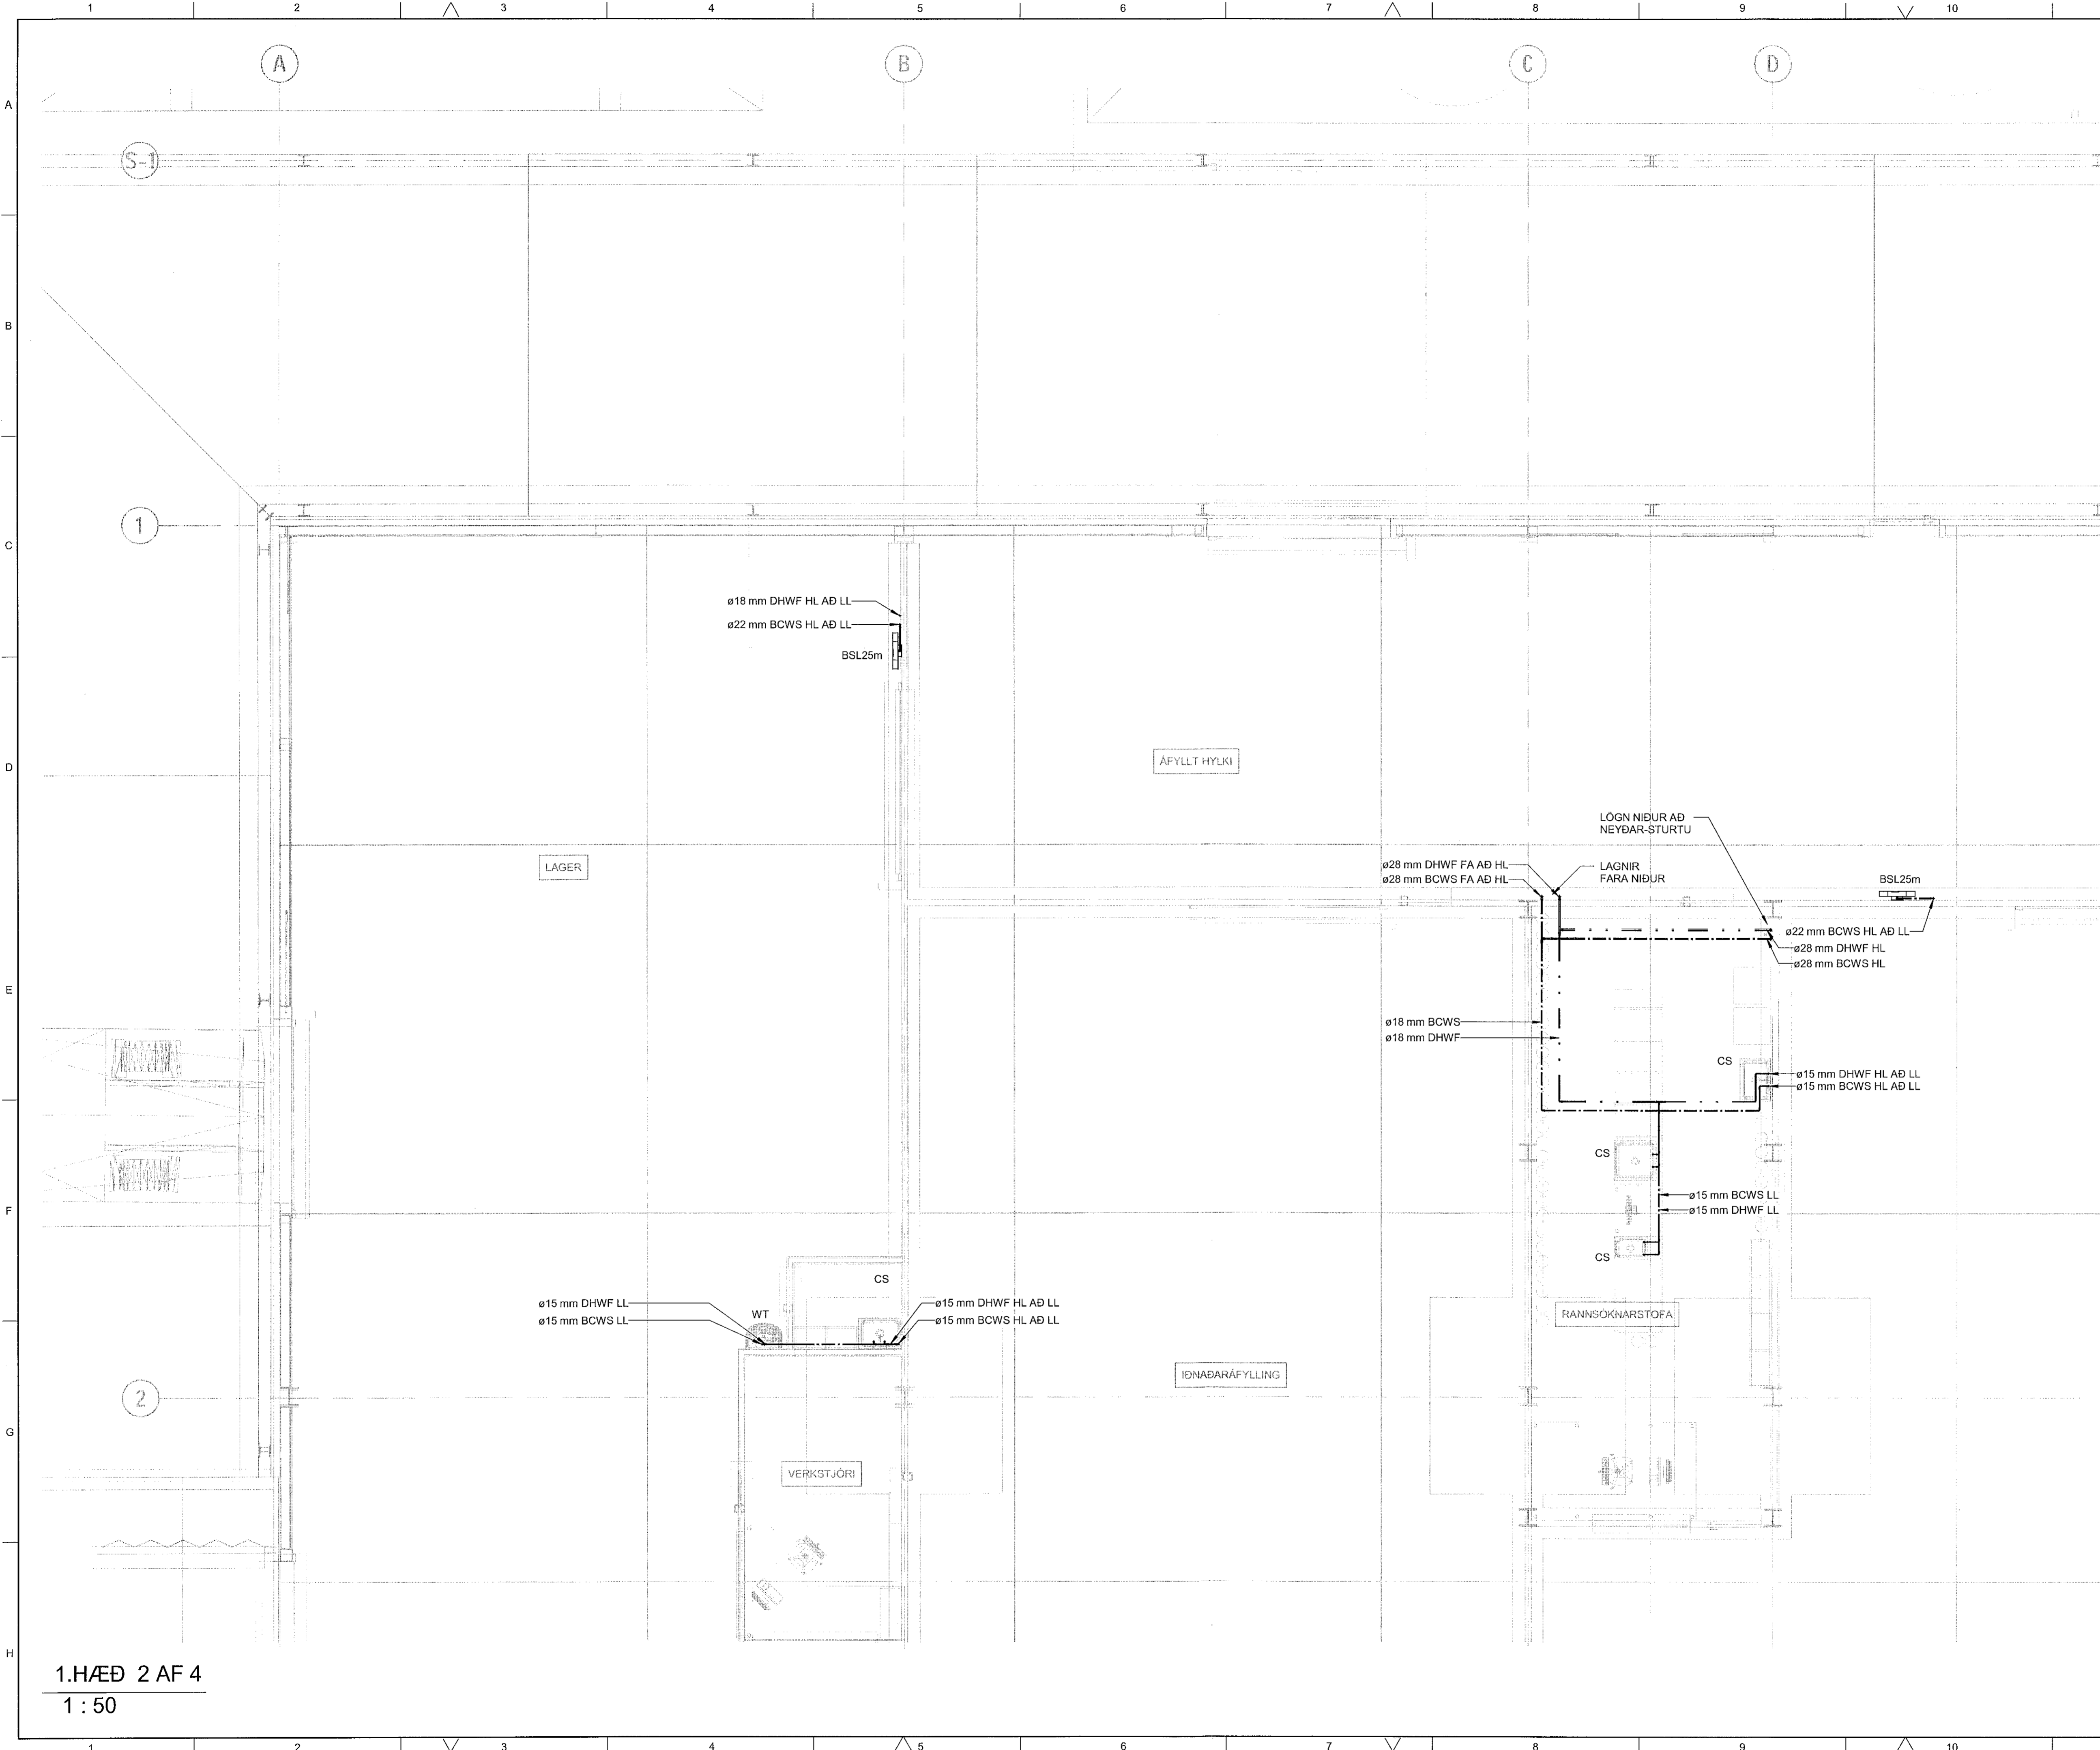 1 2 3 4 5 6 7 8 9 10
A B C D
A
S-1
B
1
C
ø18 mm DHWF HL AÐ LL
ø22 mm BCWS HL AÐ LL
BSL25m
D
ÁFYLLT HYLKI
LÖGN NIÐUR AÐ
NEYÐAR-STURTU
LAGER
ø28 mm DHWF FA AÐ HL
ø28 mm BCWS FA AÐ HL
LAGNIR
FARA NIÐUR
BSL25m
ø22 mm BCWS HL AÐ LL
ø28 mm DHWF HL
ø28 mm BCWS HL
E
ø18 mm BCWS
ø18 mm DHWF
CS
ø15 mm DHWF HL AÐ LL
ø15 mm BCWS HL AÐ LL
CS
ø15 mm BCWS LL
ø15 mm DHWF LL
F
CS
CS
ø15 mm DHWF LL
ø15 mm BCWS LL
WT
ø15 mm DHWF HL AÐ LL
ø15 mm BCWS HL AÐ LL
RANNSÓKNARSTOFA
IÐNAÐARÁFYLLING
2
G
VERKSTJÓRI
H
1.HÆÐ 2 AF 4
1 : 50
1 2 3 4 5 6 7 8 9 10